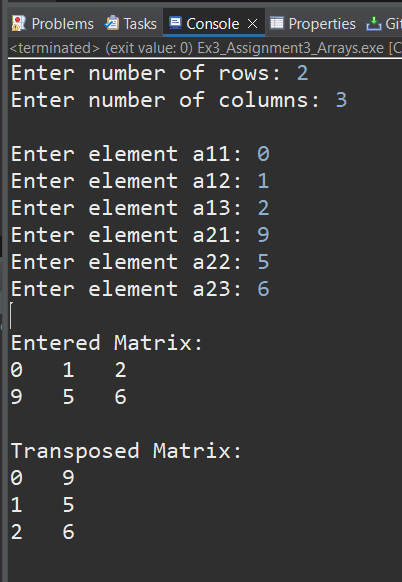 Problems Tasks Console Properties Git
<terminated> (exit value: 0) Ex3_Assignment3_Arrays.exe [C
Enter number of rows: 2
Enter number of columns: 3
Enter element a11: 0
Enter element a12: 1
Enter element a13: 2
Enter element a21: 9
Enter element a22: 5
Enter element a23: 6
Entered Matrix:
0 1 2
9 5 6
Transposed Matrix:
0 9
1 5
2 6